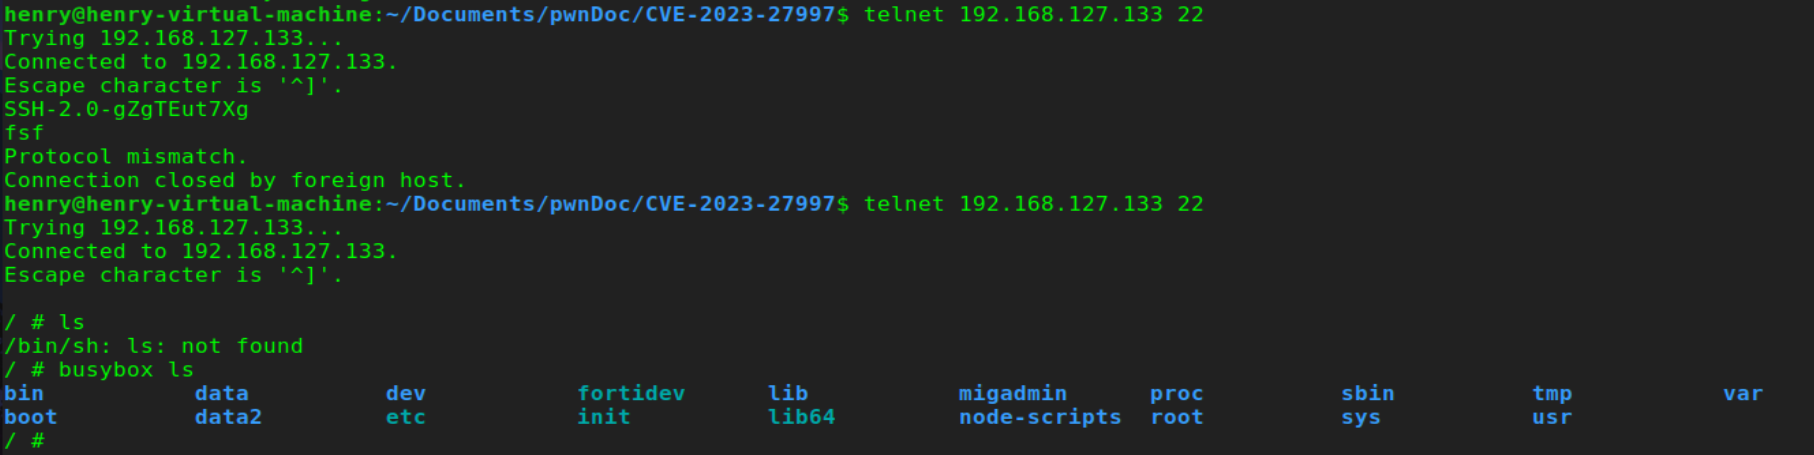 henry@henry-virtual-machine:~/Documents/pwnDoc/CVE-2023-27997$ telnet 192.168.127.133 22
Trying 192.168.127.133...
Connected to 192.168.127.133.
Escape character is '^]'.
SSH-2.0-gZgTEut7Xg
fsf
Protocol mismatch.
Connection closed by foreign host.
henry@henry-virtual-machine:~/Documents/pwnDoc/CVE-2023-27997$ telnet 192.168.127.133 22
Trying 192.168.127.133...
Connected to 192.168.127.133.
Escape character is '^]'.
/ # ls
/bin/sh: ls: not found
/ # busybox ls
bin data dev fortidev lib migadmin proc sbin tmp var
boot data2 etc init lib64 node-scripts root sys usr
/ #